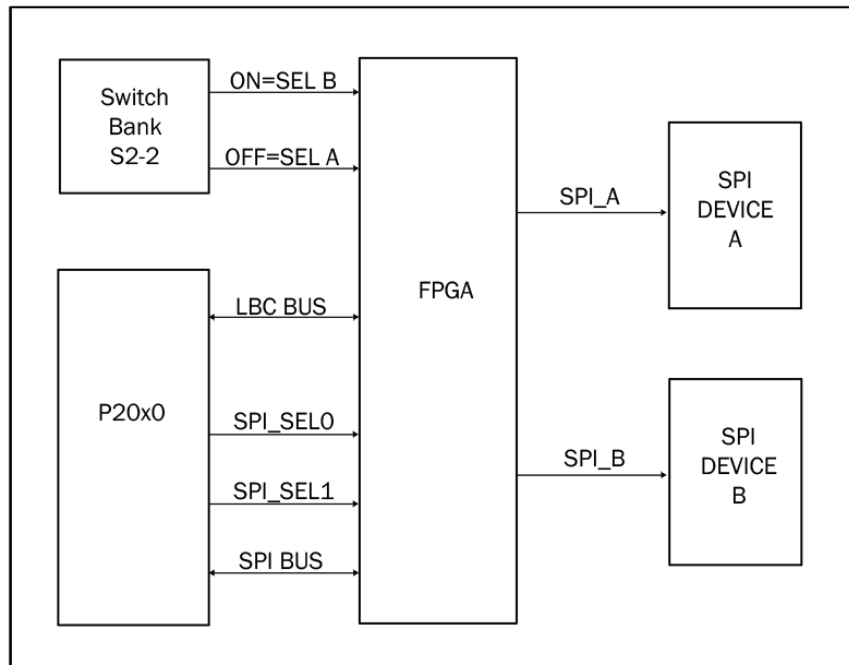 Switch
Bank
S2-2
ON=SEL B
OFF=SEL A
P20x0
LBC BUS
SPI_SEL0
SPI_SEL1
SPI BUS
FPGA
SPI_A
SPI_B
SPI
DEVICE
A
SPI
DEVICE
B